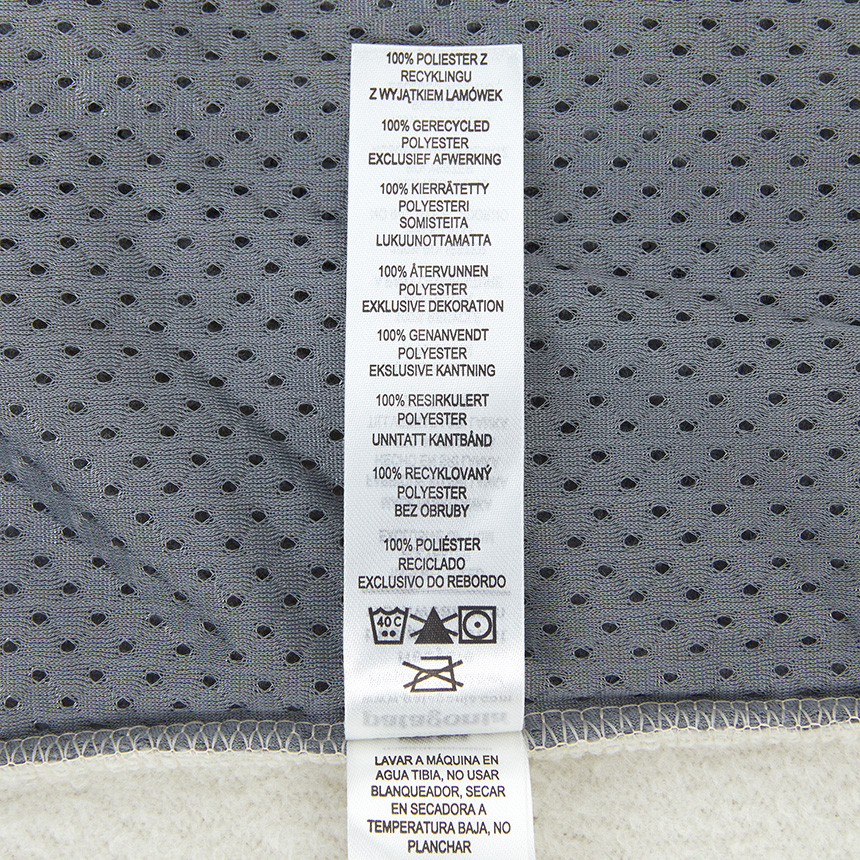 100% POLIESTER Z
RECYKLINGU
Z WYJĄTKIEM LAMÓWEK
100% GERECYCLED
POLYESTER
EXCLUSIEF AFWERKING
100% KIERRÄTETTY
POLYESTERI
SOMISTEITA
LUKUUNOTTAMATTA
100% ÅTERVUNNEN
POLYESTER
EXKLUSIVE DEKORATION
100% GENANVENDT
POLYESTER
EKSLUSIVE KANTNING
100% RESIRKULERT
POLYESTER
UNNTATT KANTBÅND
100% RECYKLOVANÝ
POLYESTER
BEZ OBRUBY
100% POLIÉSTER
RECICLADO
EXCLUSIVO DO REBORDO
40 C
LAVAR A MÁQUINA EN
AGUA TIBIA, NO USAR
BLANQUEADOR, SECAR
EN SECADORA A
TEMPERATURA BAJA, NO
PLANCHAR